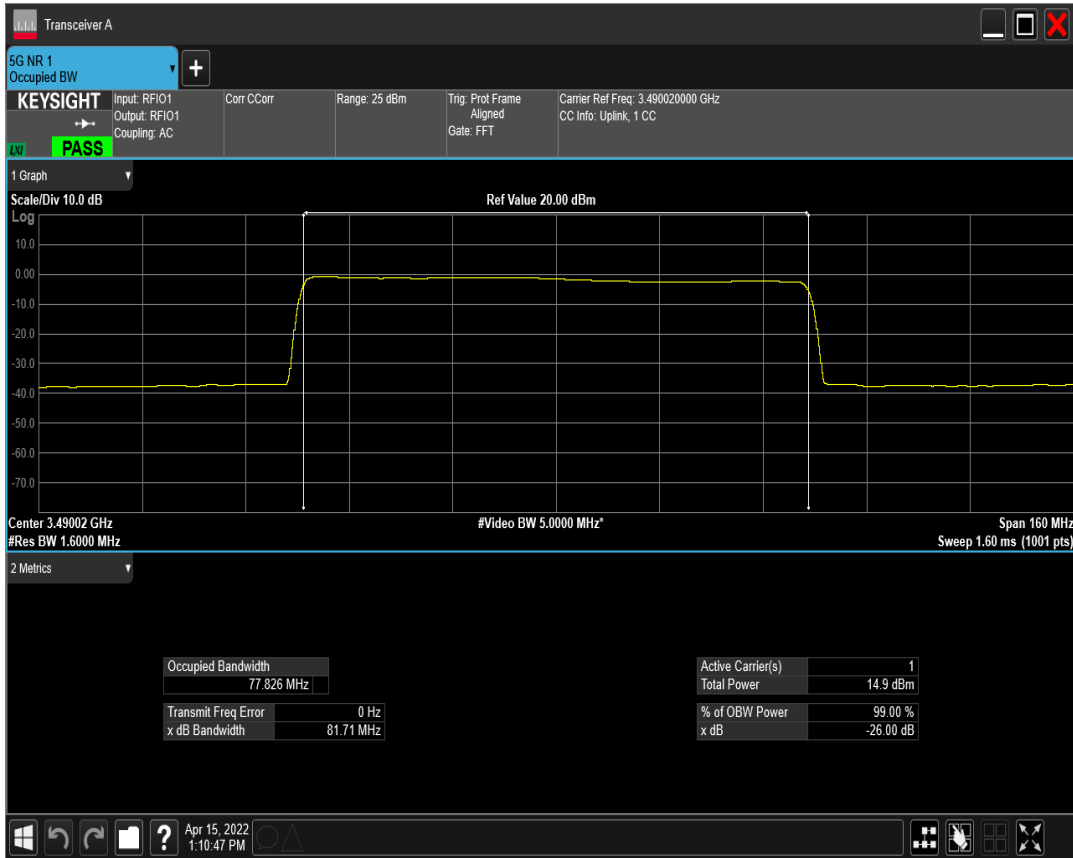 Transceiver A
5G NR 1
Occupied BW
KEYSIGHT
LXI
PASS
Input: RFIO1
Output: RFIO1
Coupling: AC
Corr CCorr
Range: 25 dBm
Trig: Prot Frame
Aligned
Gate: FFT
Carrier Ref Freq: 3.490020000 GHz
CC Info: Uplink, 1 CC
1 Graph
Scale/Div 10.0 dB
Ref Value 20.00 dBm
Log
10.0
0.00
-10.0
-20.0
-30.0
-40.0
-50.0
-60.0
-70.0
Center 3.49002 GHz
#Video BW 5.0000 MHz*
Span 160 MHz
#Res BW 1.6000 MHz
Sweep 1.60 ms (1001 pts)
2 Metrics
Occupied Bandwidth
77.826 MHz
Transmit Freq Error 0 Hz
x dB Bandwidth 81.71 MHz
Active Carrier(s) 1
Total Power 14.9 dBm
% of OBW Power 99.00 %
x dB -26.00 dB
?
Apr 15, 2022
1:10:47 PM